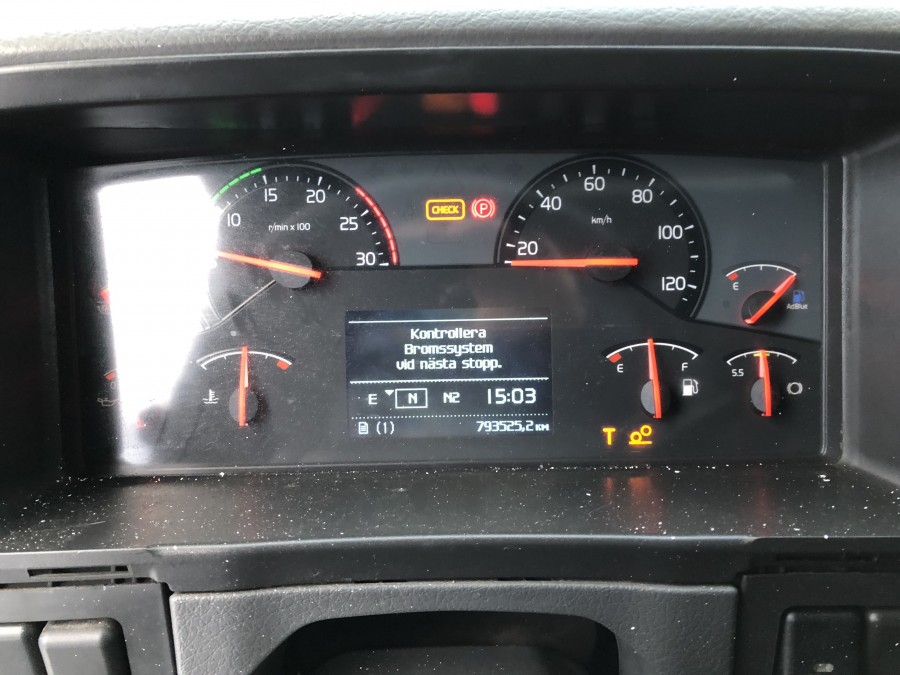 10
15
20
25
30
r/min x 100
CHECK
P
20
40
60
80
100
120
km/h
E
AdBlue
Kontrollera
Bromssystem
vid nästa stopp.
E N N2 15:03
(1) 793525,2 KM
E
F
5.5
T